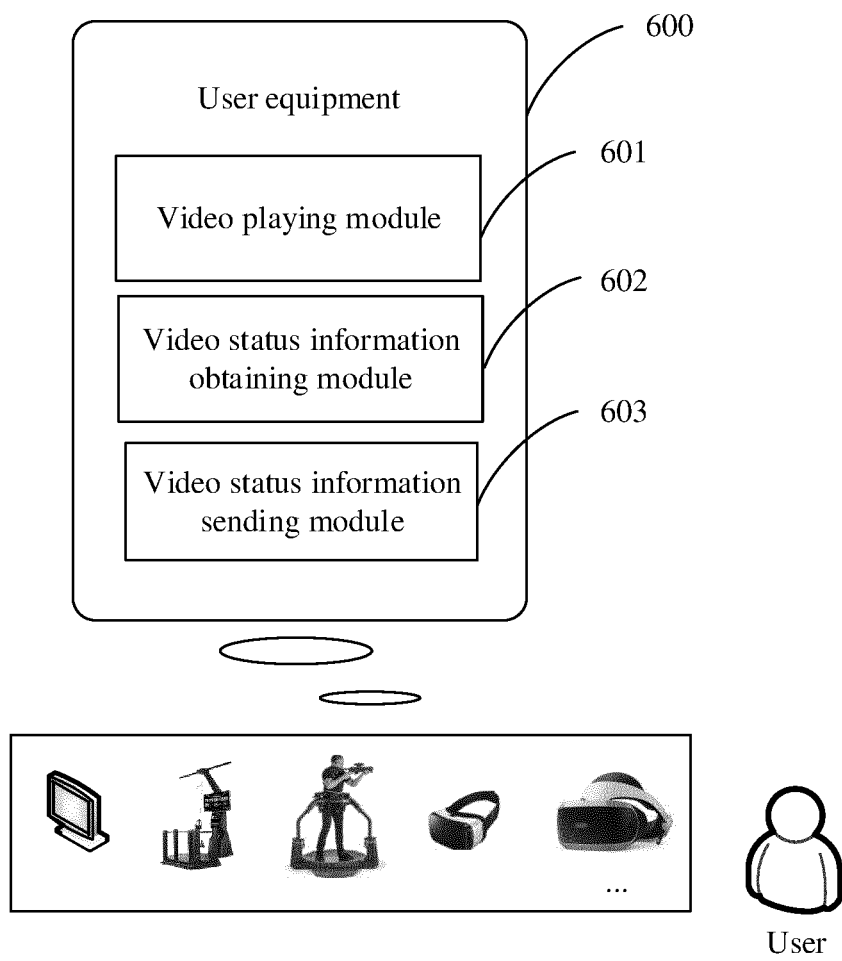 600
User equipment
601
Video playing module
602
Video status information
obtaining module
603
Video status information
sending module
...
User